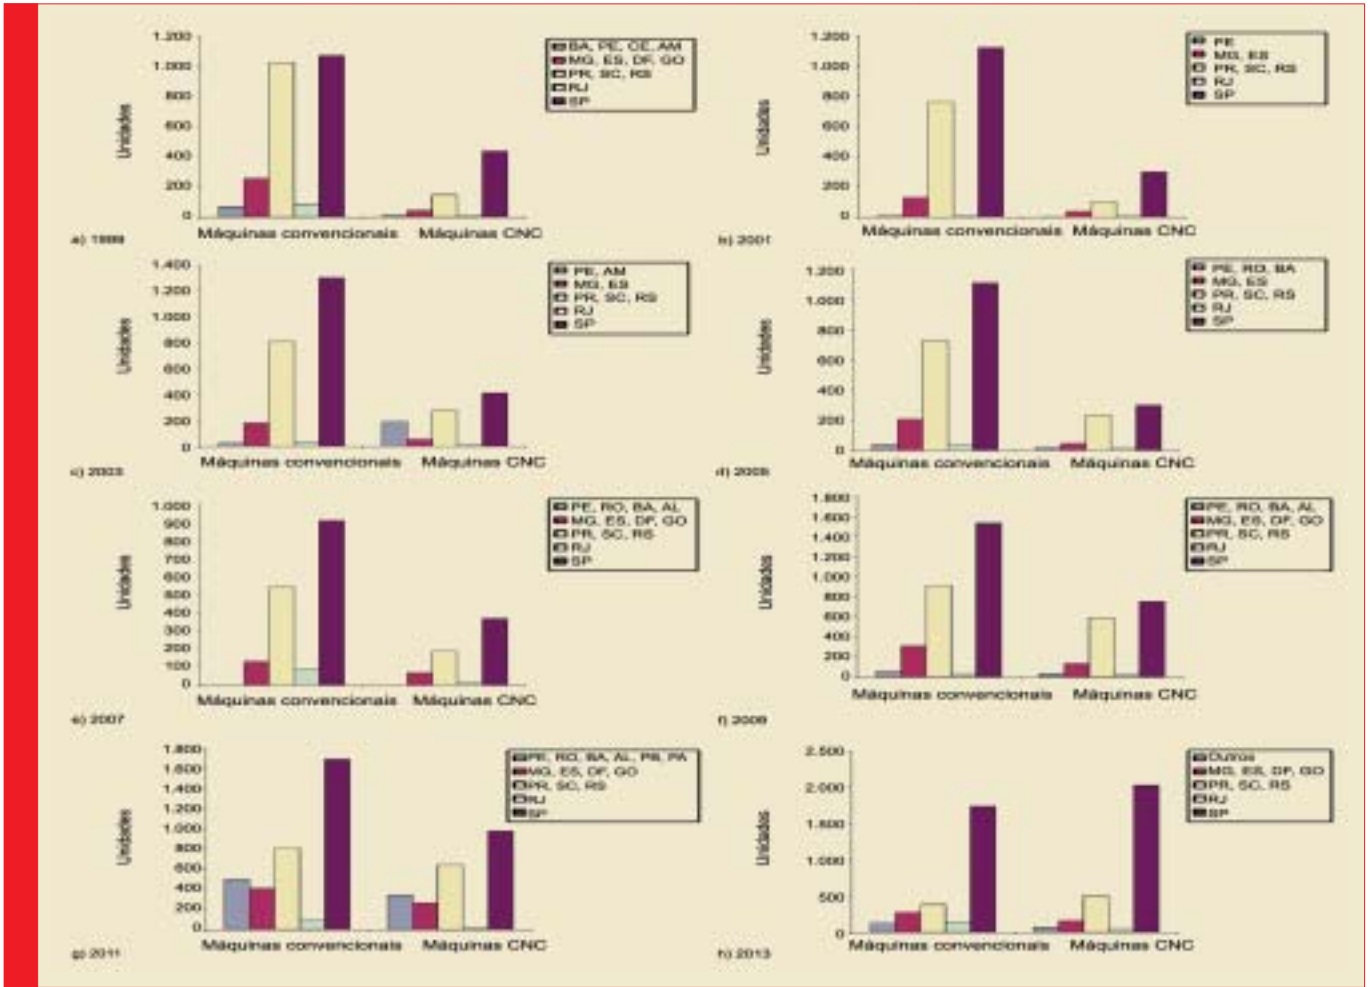 1.200
1.000
800
600
400
200
0
Unidades
BA, PE, CE, AM
MG, ES, DF, GO
PR, SC, RS
RJ
SP
Máquinas convencionais Máquinas CNC
a) 1999
1.200
1.000
800
600
400
200
0
Unidades
PE
MG, ES
PR, SC, RS
RJ
SP
Máquinas convencionais Máquinas CNC
b) 2001
1.400
1.200
1.000
800
600
400
200
0
Unidades
PE, AM
MG, ES
PR, SC, RS
RJ
SP
Máquinas convencionais Máquinas CNC
c) 2003
1.200
1.000
800
600
400
200
0
Unidades
PE, RO, BA
MG, ES
PR, SC, RS
RJ
SP
Máquinas convencionais Máquinas CNC
d) 2005
1.000
900
800
700
600
500
400
300
200
100
0
Unidades
PE, RO, BA, AL
MG, ES, DF, GO
PR, SC, RS
RJ
SP
Máquinas convencionais Máquinas CNC
e) 2007
1.800
1.600
1.400
1.200
1.000
800
600
400
200
0
Unidades
PE, RO, BA, AL
MG, ES, DF, GO
PR, SC, RS
RJ
SP
Máquinas convencionais Máquinas CNC
f) 2009
1.800
1.600
1.400
1.200
1.000
800
600
400
200
0
Unidades
PE, RO, BA, AL, PB, PA
MG, ES, DF, GO
PR, SC, RS
RJ
SP
Máquinas convencionais Máquinas CNC
g) 2011
2.500
2.000
1.500
1.000
500
0
Unidades
Outros
MG, ES, DF, GO
PR, SC, RS
RJ
SP
Máquinas convencionais Máquinas CNC
h) 2013